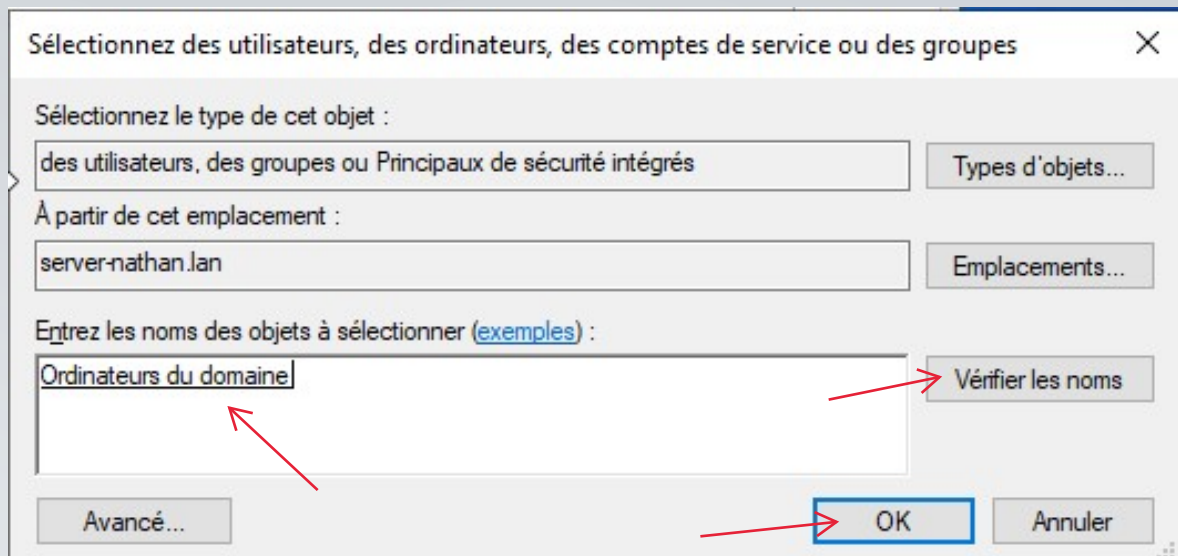 Sélectionnez des utilisateurs, des ordinateurs, des comptes de service ou des groupes
Sélectionnez le type de cet objet :
des utilisateurs, des groupes ou Principaux de sécurité intégrés
Types d'objets...
À partir de cet emplacement :
server-nathan.lan
Emplacements...
Entrez les noms des objets à sélectionner (exemples) :
Ordinateurs du domaine
Vérifier les noms
Avancé...
OK
Annuler